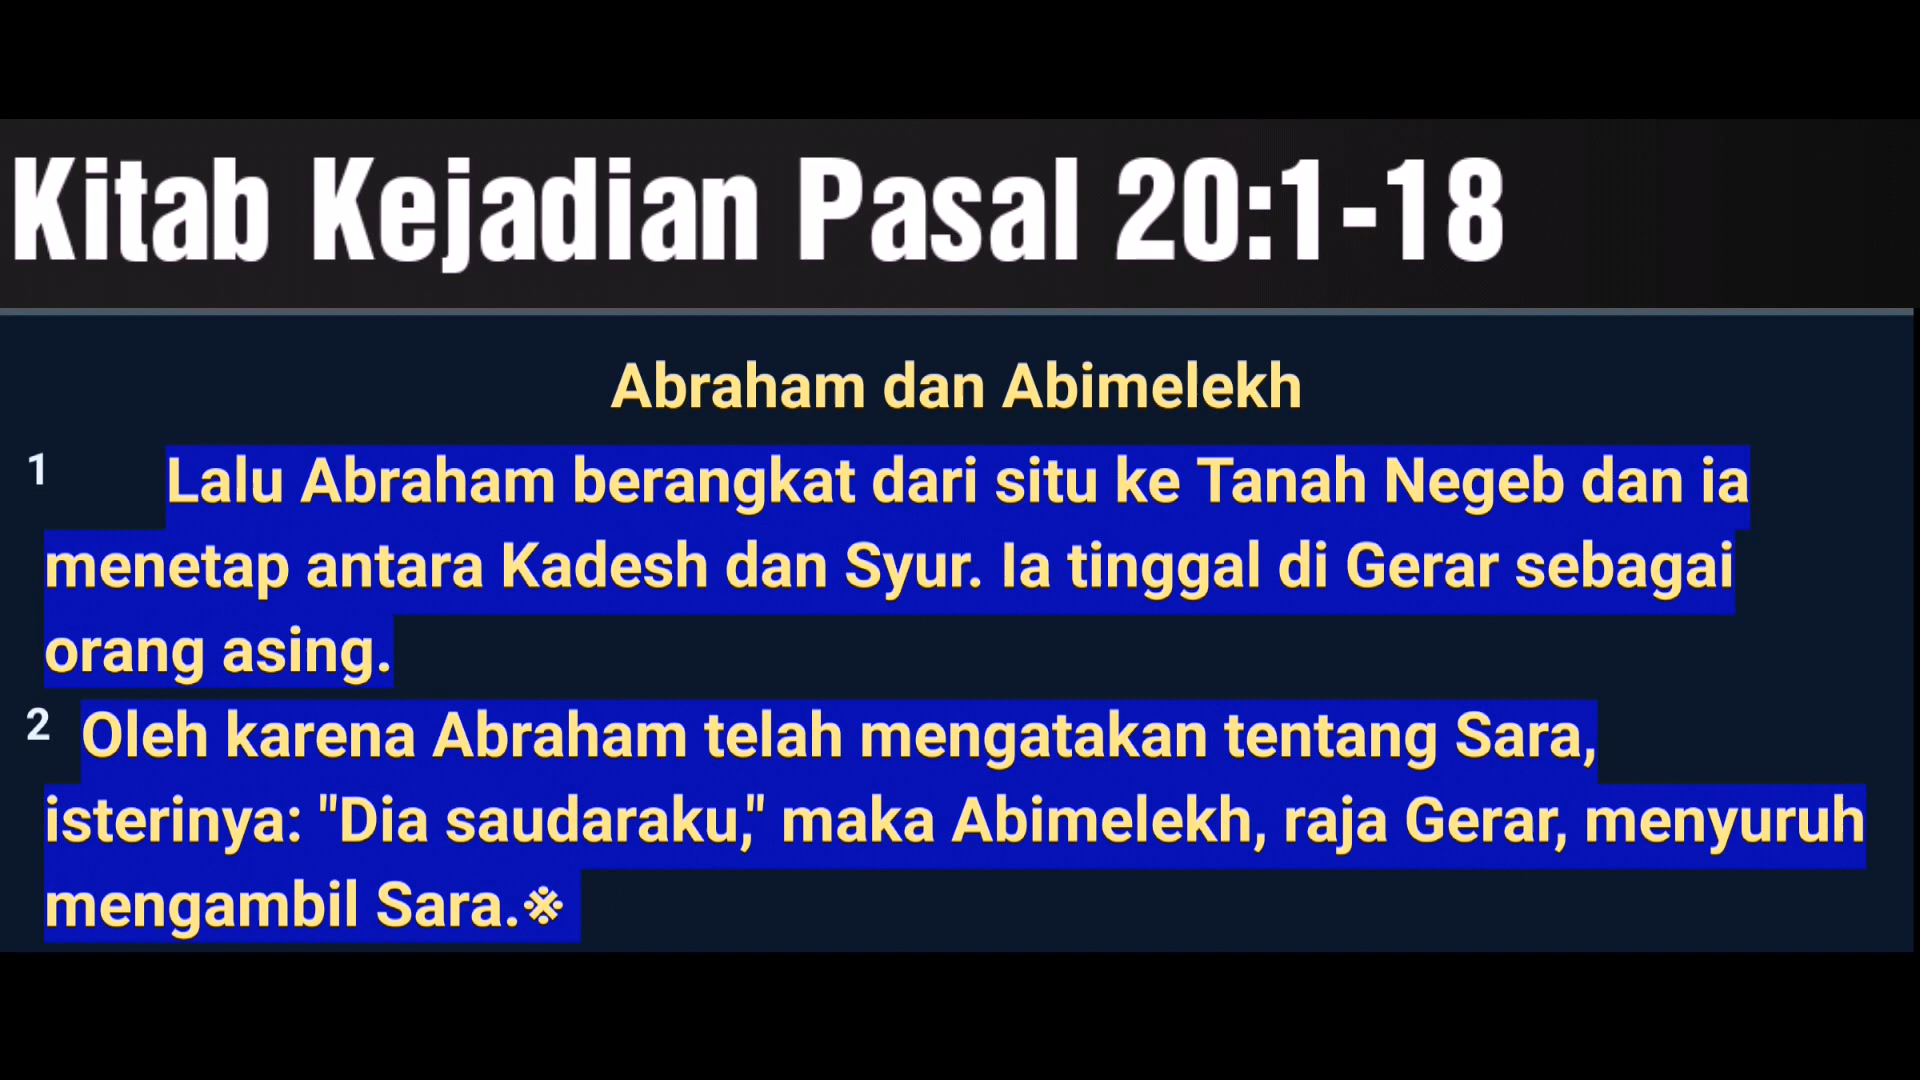 Kitab Kejadian Pasal 20:1-18
Abraham dan Abimelekh
1 Lalu Abraham berangkat dari situ ke Tanah Negeb dan ia
menetap antara Kadesh dan Syur. Ia tinggal di Gerar sebagai
orang asing.
2 Oleh karena Abraham telah mengatakan tentang Sara,
isterinya: "Dia saudaraku," maka Abimelekh, raja Gerar, menyuruh
mengambil Sara.※